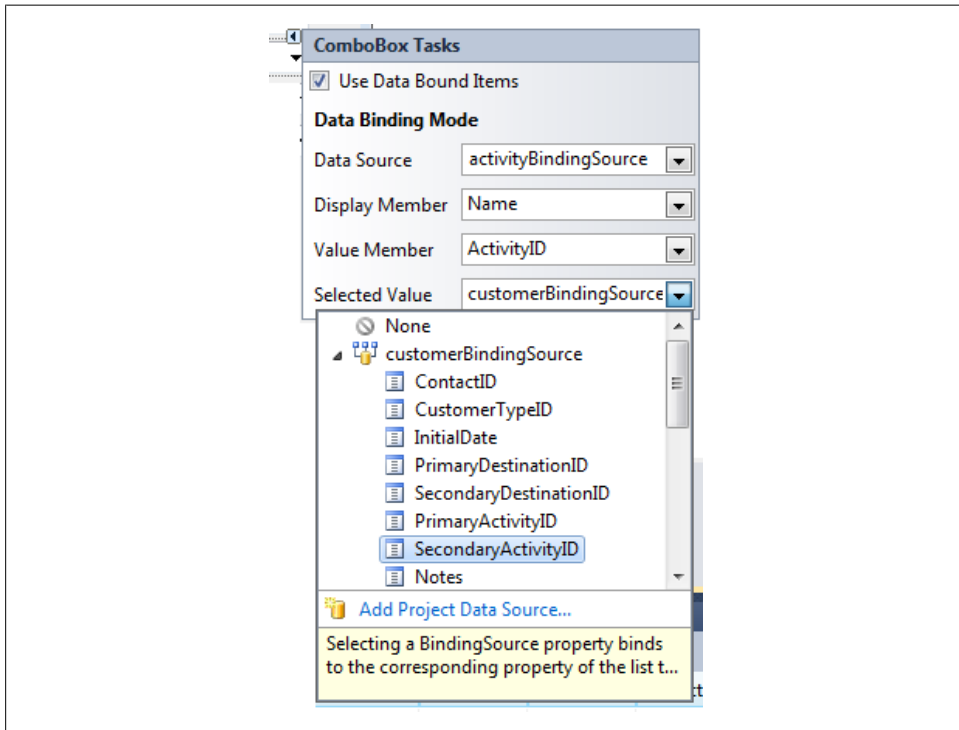 ComboBox Tasks
Use Data Bound Items
Data Binding Mode
Data Source activityBindingSource
Display Member Name
Value Member ActivityID
Selected Value customerBindingSource
None
customerBindingSource
ContactID
CustomerTypeID
InitialDate
PrimaryDestinationID
SecondaryDestinationID
PrimaryActivityID
SecondaryActivityID
Notes
Add Project Data Source...
Selecting a BindingSource property binds
to the corresponding property of the list t...